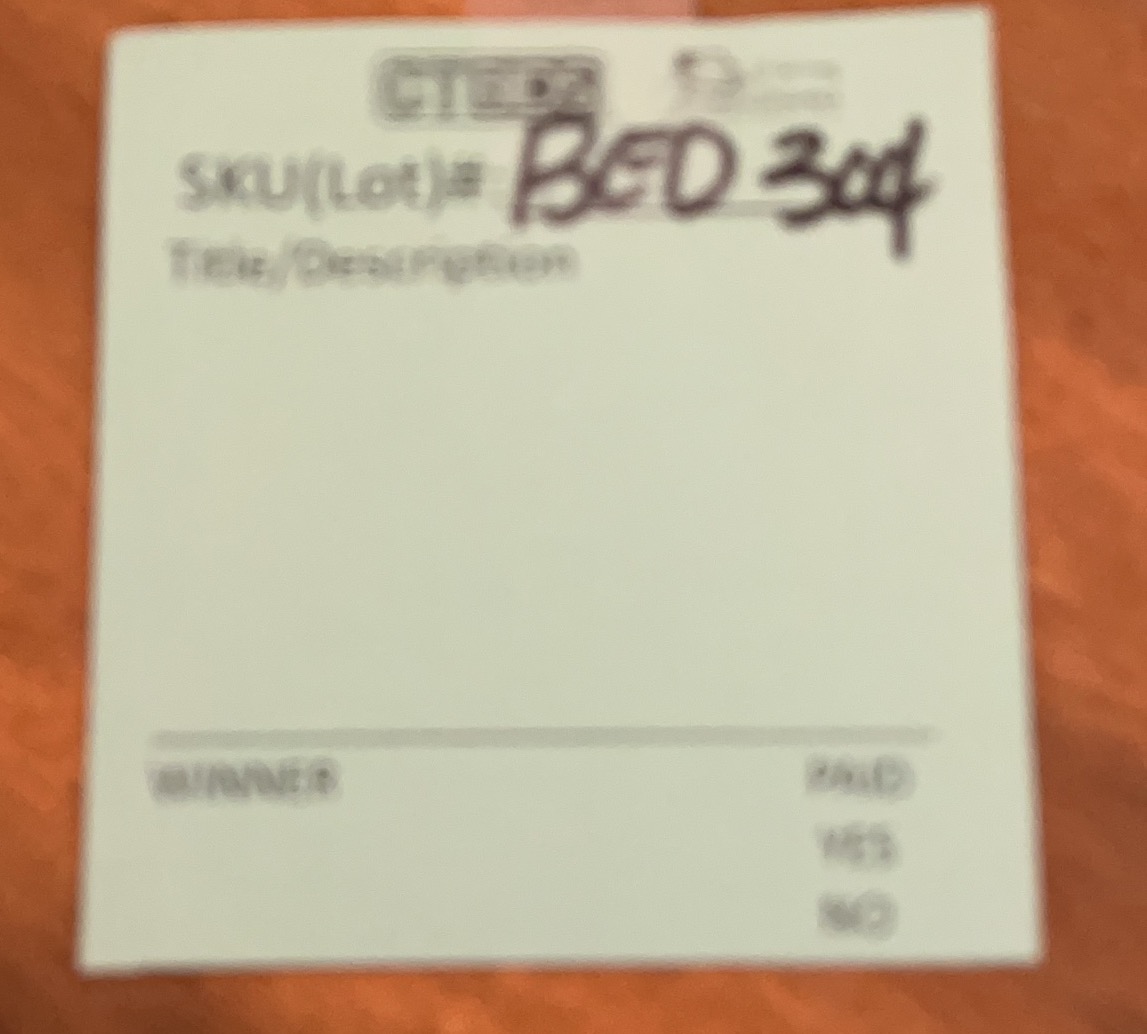 SKU(Lot)# BED 304
Title/Description
WINNER
PAID
YES
NO